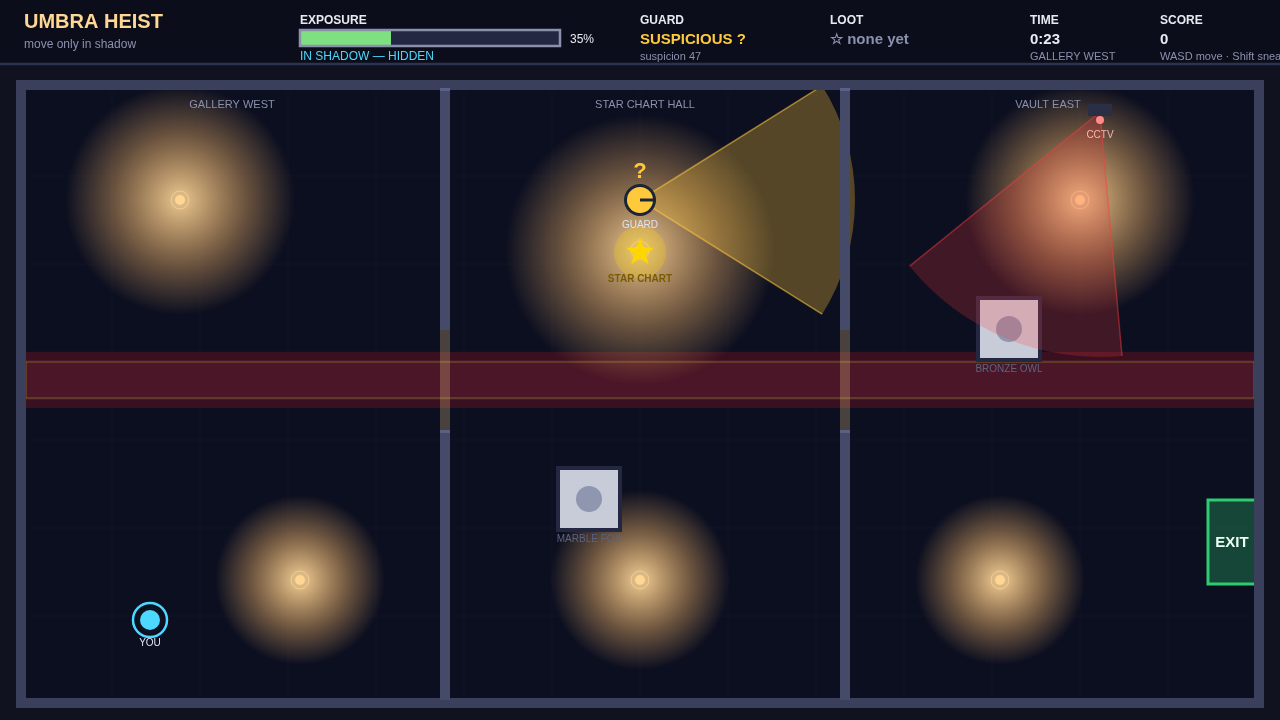 UMBRA HEIST
move only in shadow
EXPOSURE
35%
IN SHADOW — HIDDEN
GUARD
SUSPICIOUS ?
suspicion 47
LOOT
☆ none yet
TIME
0:23
GALLERY WEST
SCORE
0
WASD move · Shift snea
GALLERY WEST
STAR CHART HALL
VAULT EAST
CCTV
?
GUARD
STAR CHART
BRONZE OWL
MARBLE FOX
EXIT
YOU